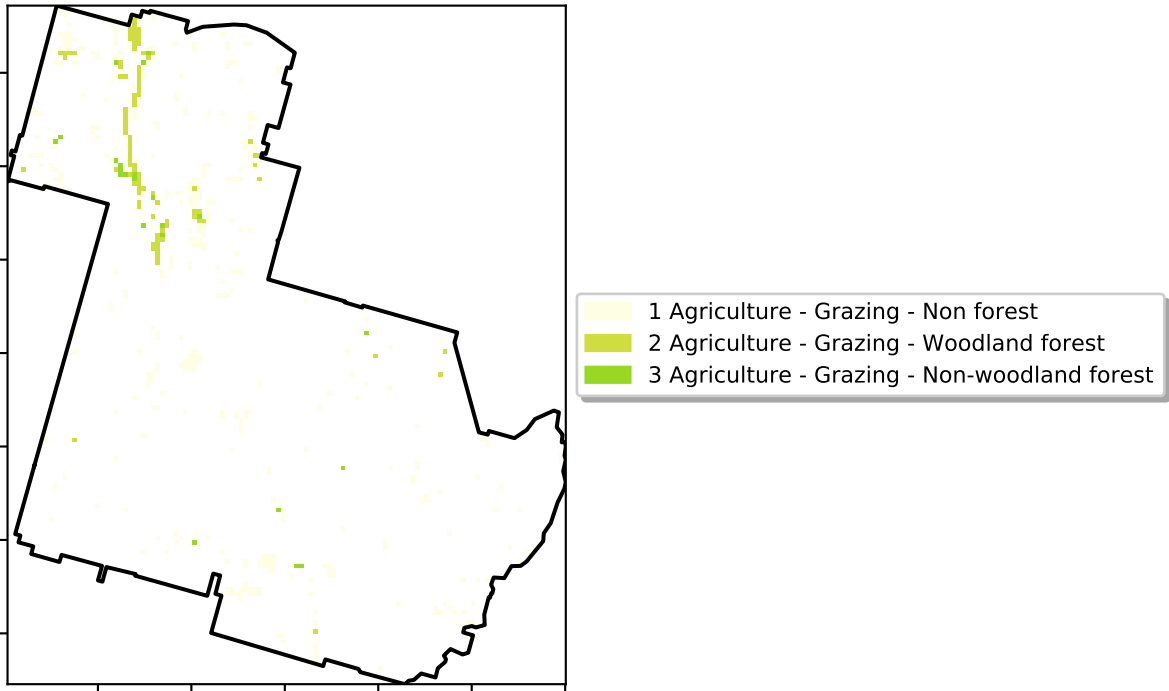 1 Agriculture - Grazing - Non forest
2 Agriculture - Grazing - Woodland forest
3 Agriculture - Grazing - Non-woodland forest